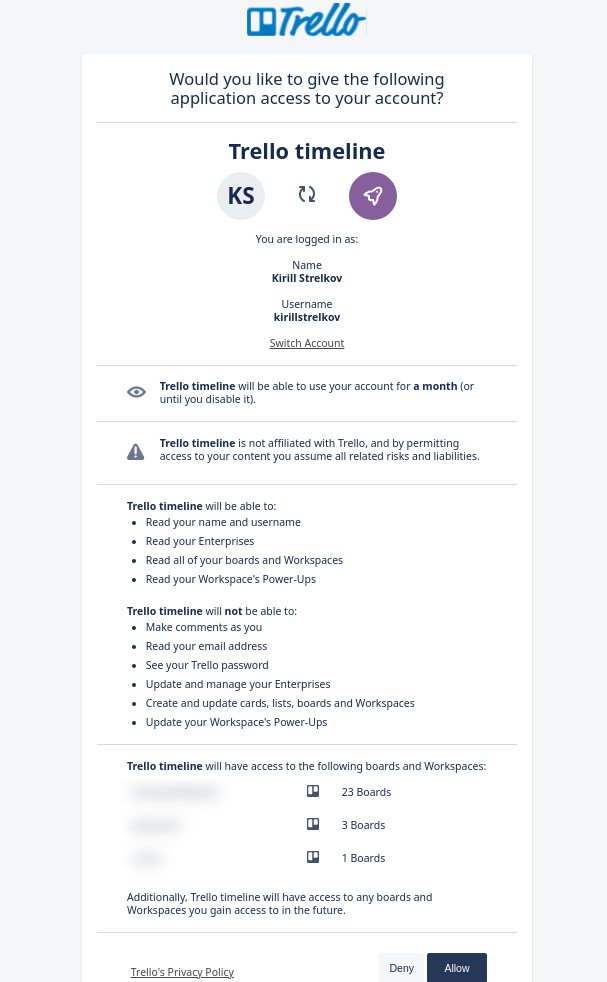 Trello
Would you like to give the following
application access to your account?
Trello timeline
KS
You are logged in as:
Name
Kirill Strelkov
Username
kirillstrelkov
Switch Account
Trello timeline will be able to use your account for a month (or
until you disable it).
Trello timeline is not affiliated with Trello, and by permitting
access to your content you assume all related risks and liabilities.
Trello timeline will be able to:
• Read your name and username
• Read your Enterprises
• Read all of your boards and Workspaces
• Read your Workspace's Power-Ups
Trello timeline will not be able to:
• Make comments as you
• Read your email address
• See your Trello password
• Update and manage your Enterprises
• Create and update cards, lists, boards and Workspaces
• Update your Workspace's Power-Ups
Trello timeline will have access to the following boards and Workspaces:
23 Boards
3 Boards
1 Boards
Additionally, Trello timeline will have access to any boards and
Workspaces you gain access to in the future.
Trello's Privacy Policy
Deny
Allow